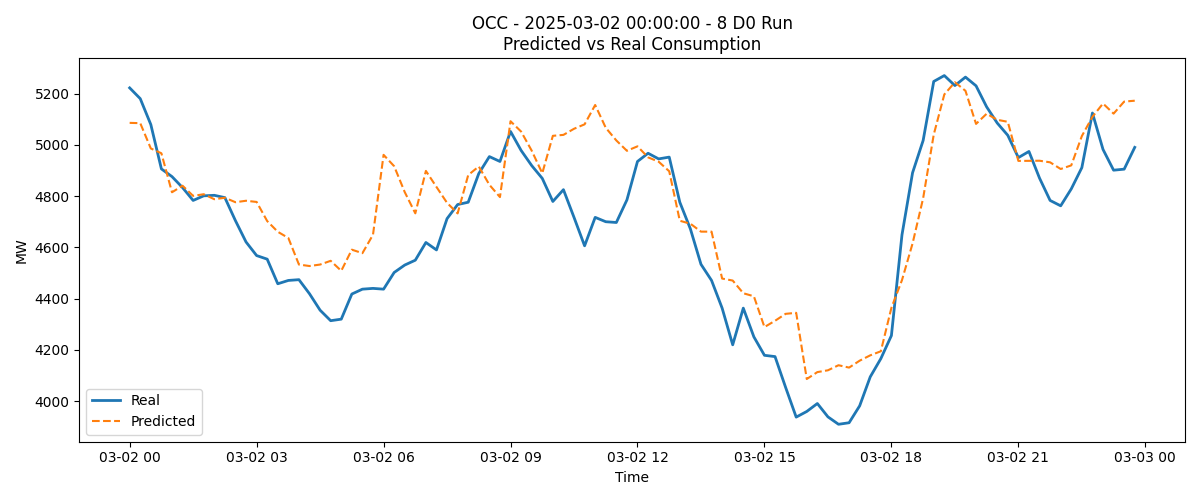 OCC - 2025-03-02 00:00:00 - 8 D0 Run
Predicted vs Real Consumption
MW
5200
5000
4800
4600
4400
4200
4000
Real
Predicted
03-02 00
03-02 03
03-02 06
03-02 09
03-02 12
03-02 15
03-02 18
03-02 21
03-03 00
Time